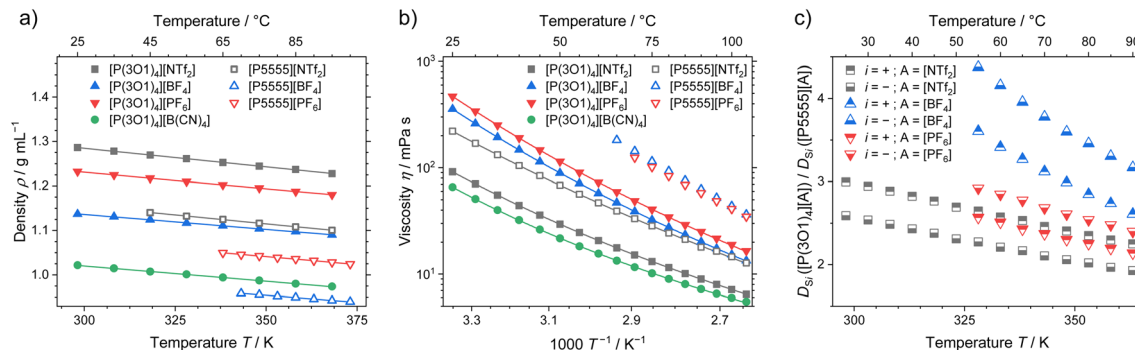 a)
Temperature / °C
25 45 65 85
[P(3O1)₄][NTf₂] [P5555][NTf₂]
[P(3O1)₄][BF₄] [P5555][BF₄]
[P(3O1)₄][PF₆] [P5555][PF₆]
[P(3O1)₄][B(CN)₄]
Density ρ / g mL⁻¹
1.4
1.3
1.2
1.1
1.0
300 325 350 375
Temperature T / K
b)
Temperature / °C
25 70 75 85 100
[P(3O1)₄][NTf₂] [P5555][NTf₂]
[P(3O1)₄][BF₄] [P5555][BF₄]
[P(3O1)₄][PF₆] [P5555][PF₆]
[P(3O1)₄][B(CN)₄]
Viscosity η / mPa s
10³
10²
10¹
3.3 3.1 2.9 2.7
1000 T⁻¹ / K⁻¹
c)
Temperature / °C
30 40 50 60 70 80 90
i = + ; A = [NTf₂]
i = − ; A = [NTf₂]
i = + ; A = [BF₄]
i = − ; A = [BF₄]
i = + ; A = [PF₆]
i = − ; A = [PF₆]
D_Si ([P(3O1)₄][A]) / D_Si ([P5555][A])
4
3
2
300 325 350
Temperature T / K